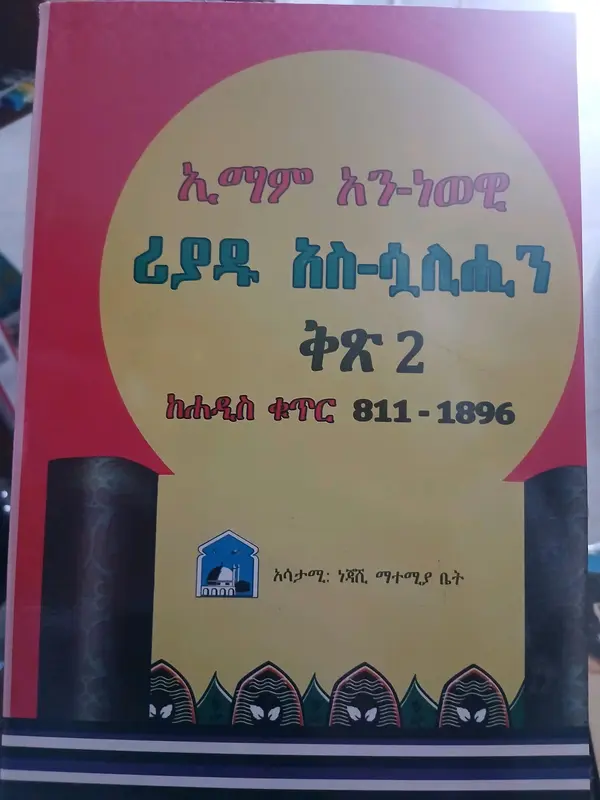 ኢማም አን-ነወዊ
ሪያዱ አስ-ሷሊሒን
ቅጽ 2
ከሐዲስ ቁጥር 811 - 1896
አሳታሚ: ነጃሺ ማተሚያ ቤት